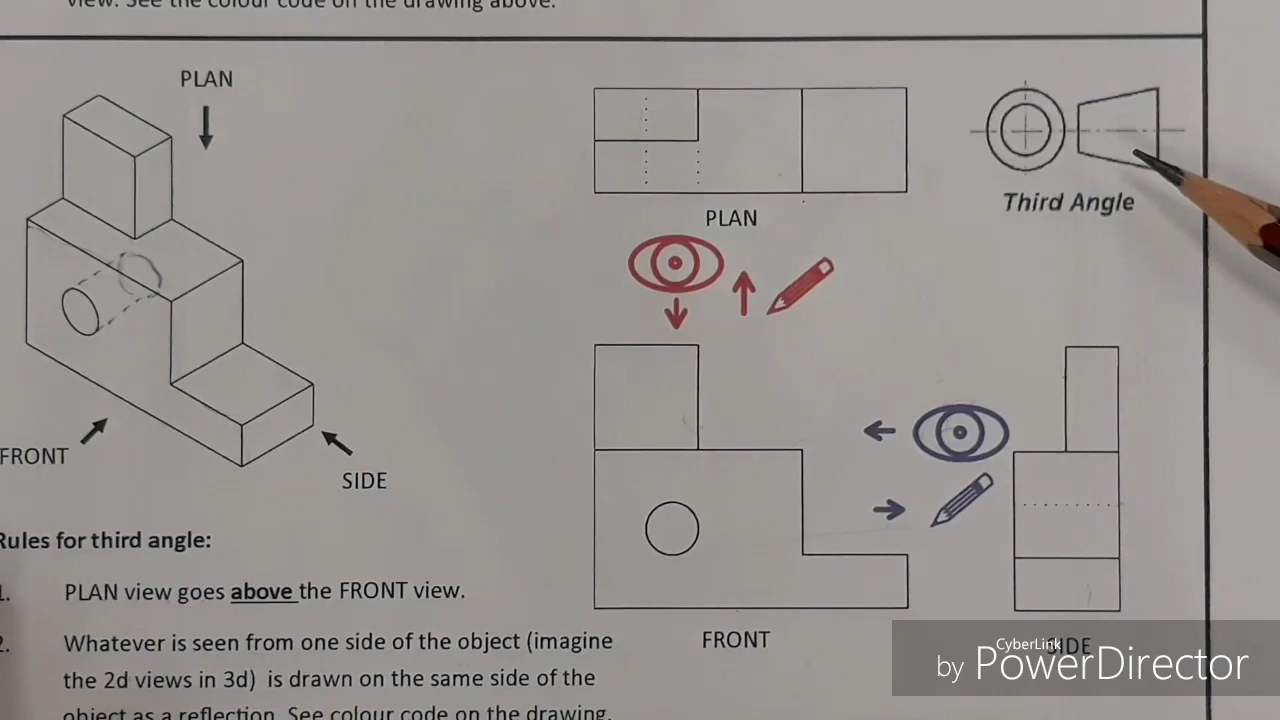 view. See the colour code on the drawing above.
PLAN
Third Angle
PLAN
FRONT
SIDE
Rules for third angle:
1. PLAN view goes above the FRONT view.
2. Whatever is seen from one side of the object (imagine
the 2d views in 3d) is drawn on the same side of the
object as a reflection. See colour code on the drawing.
FRONT
SIDE
CyberLink
by PowerDirector